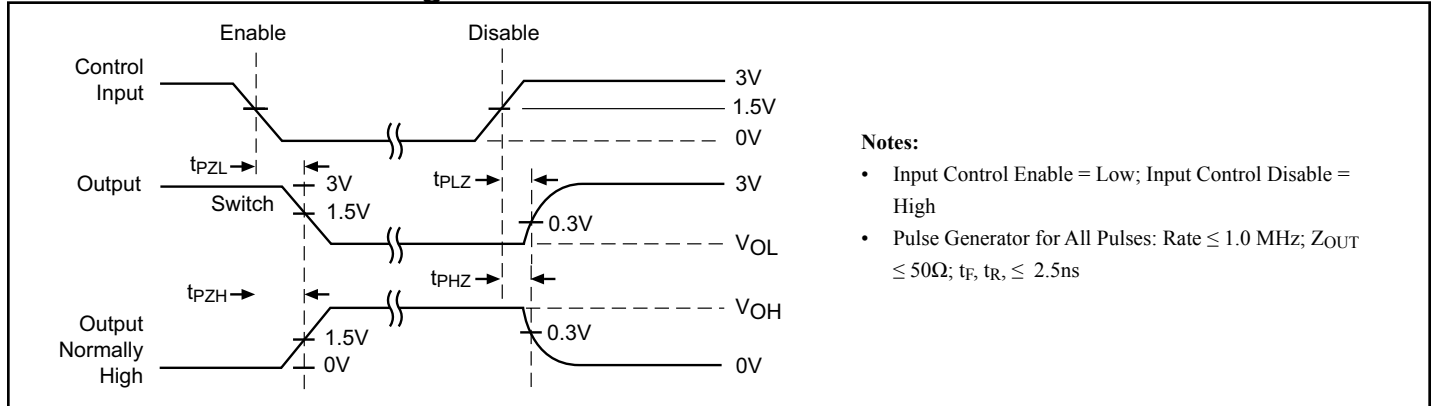 Enable
Disable
Control
Input
3V
1.5V
0V
tPZL
tPLZ
Output
Switch
3V
1.5V
0.3V
3V
VOL
tPZH
tPHZ
VOH
Output
Normally
High
1.5V
0V
0.3V
0V
Notes:
• Input Control Enable = Low; Input Control Disable =
High
• Pulse Generator for All Pulses: Rate ≤ 1.0 MHz; ZOUT
≤ 50Ω; tF, tR, ≤ 2.5ns